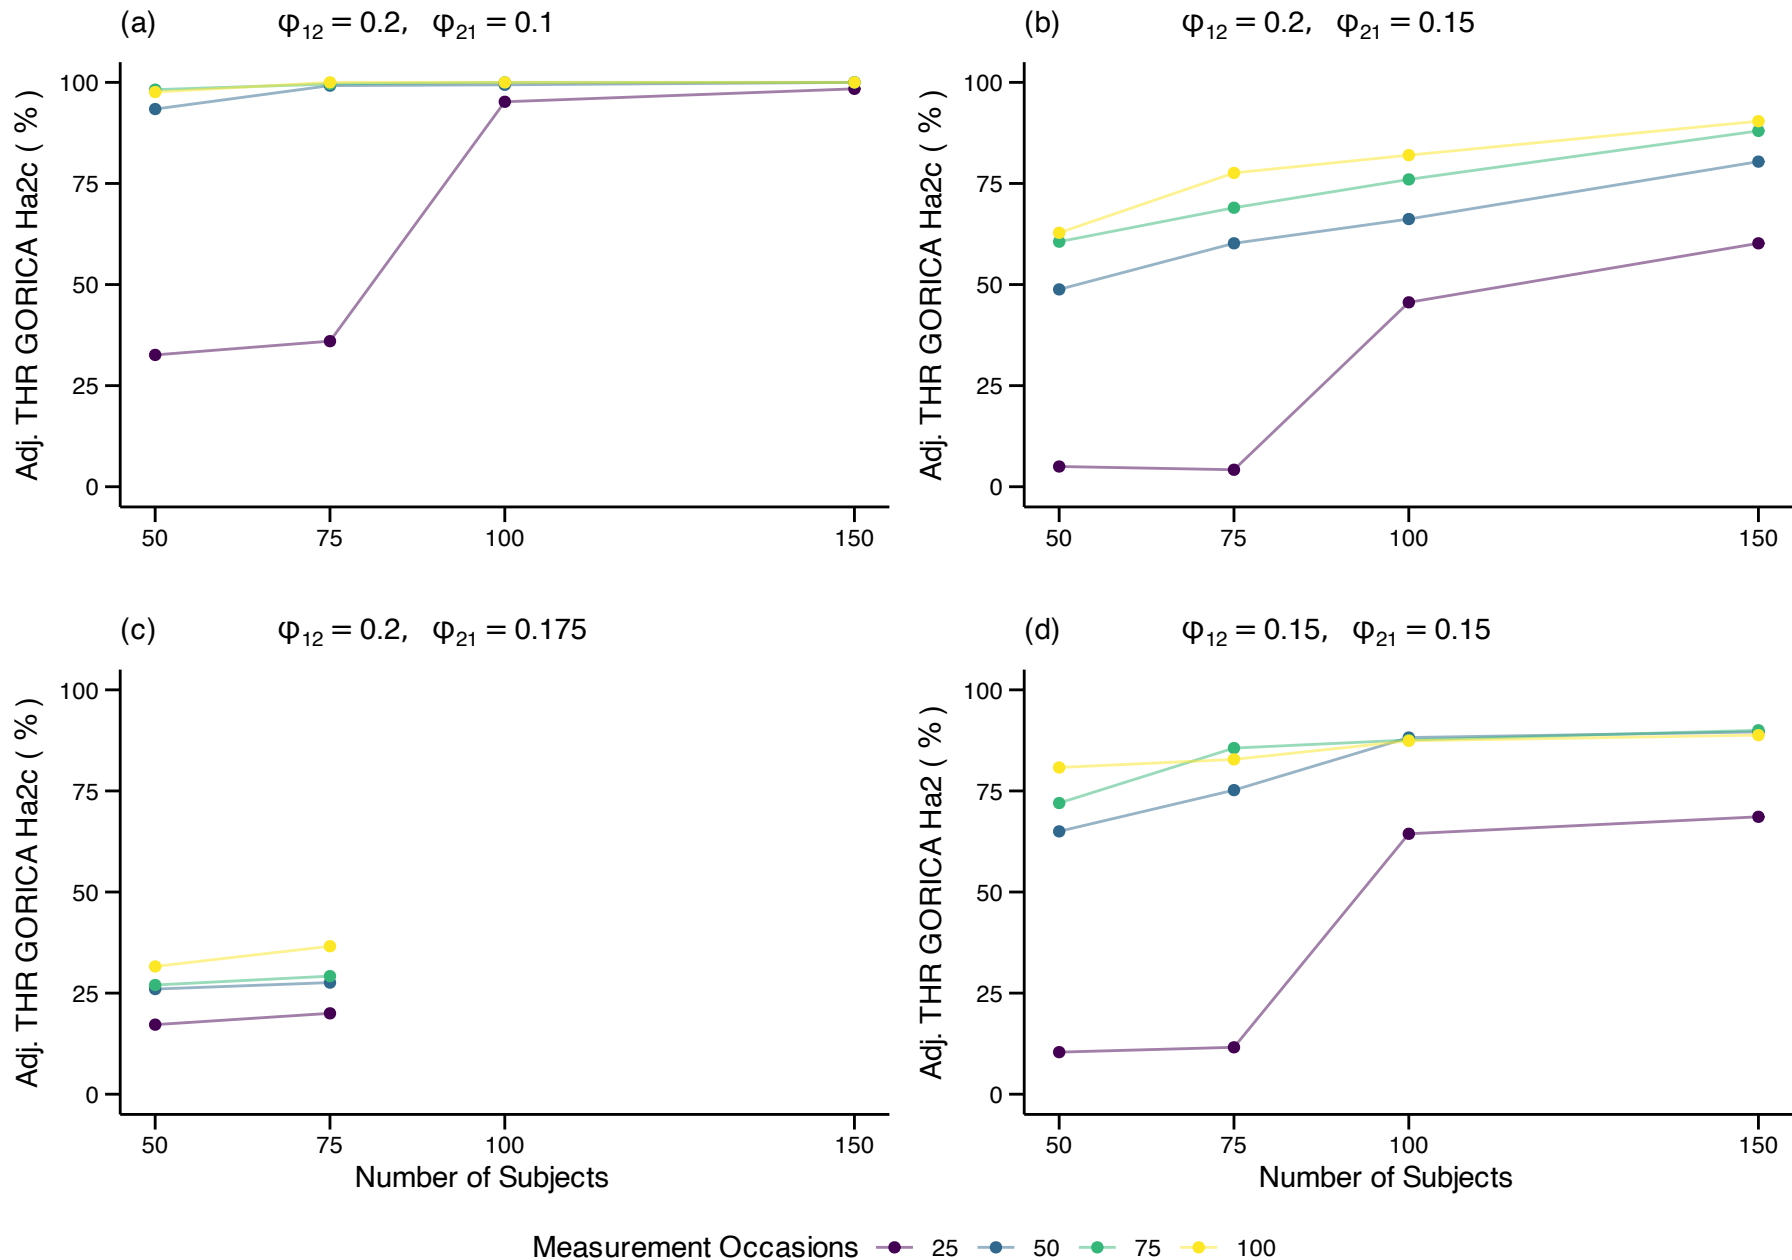 (a) φ12 = 0.2, φ21 = 0.1
Adj. THR GORICA Ha2c ( %)
100
75
50
25
0
50 75 100 150
(b) φ12 = 0.2, φ21 = 0.15
Adj. THR GORICA Ha2c ( %)
100
75
50
25
0
50 75 100 150
(c) φ12 = 0.2, φ21 = 0.175
Adj. THR GORICA Ha2c ( %)
100
75
50
25
0
50 75 100 150
Number of Subjects
(d) φ12 = 0.15, φ21 = 0.15
Adj. THR GORICA Ha2 ( %)
100
75
50
25
0
50 75 100 150
Number of Subjects
Measurement Occasions 25 50 75 100